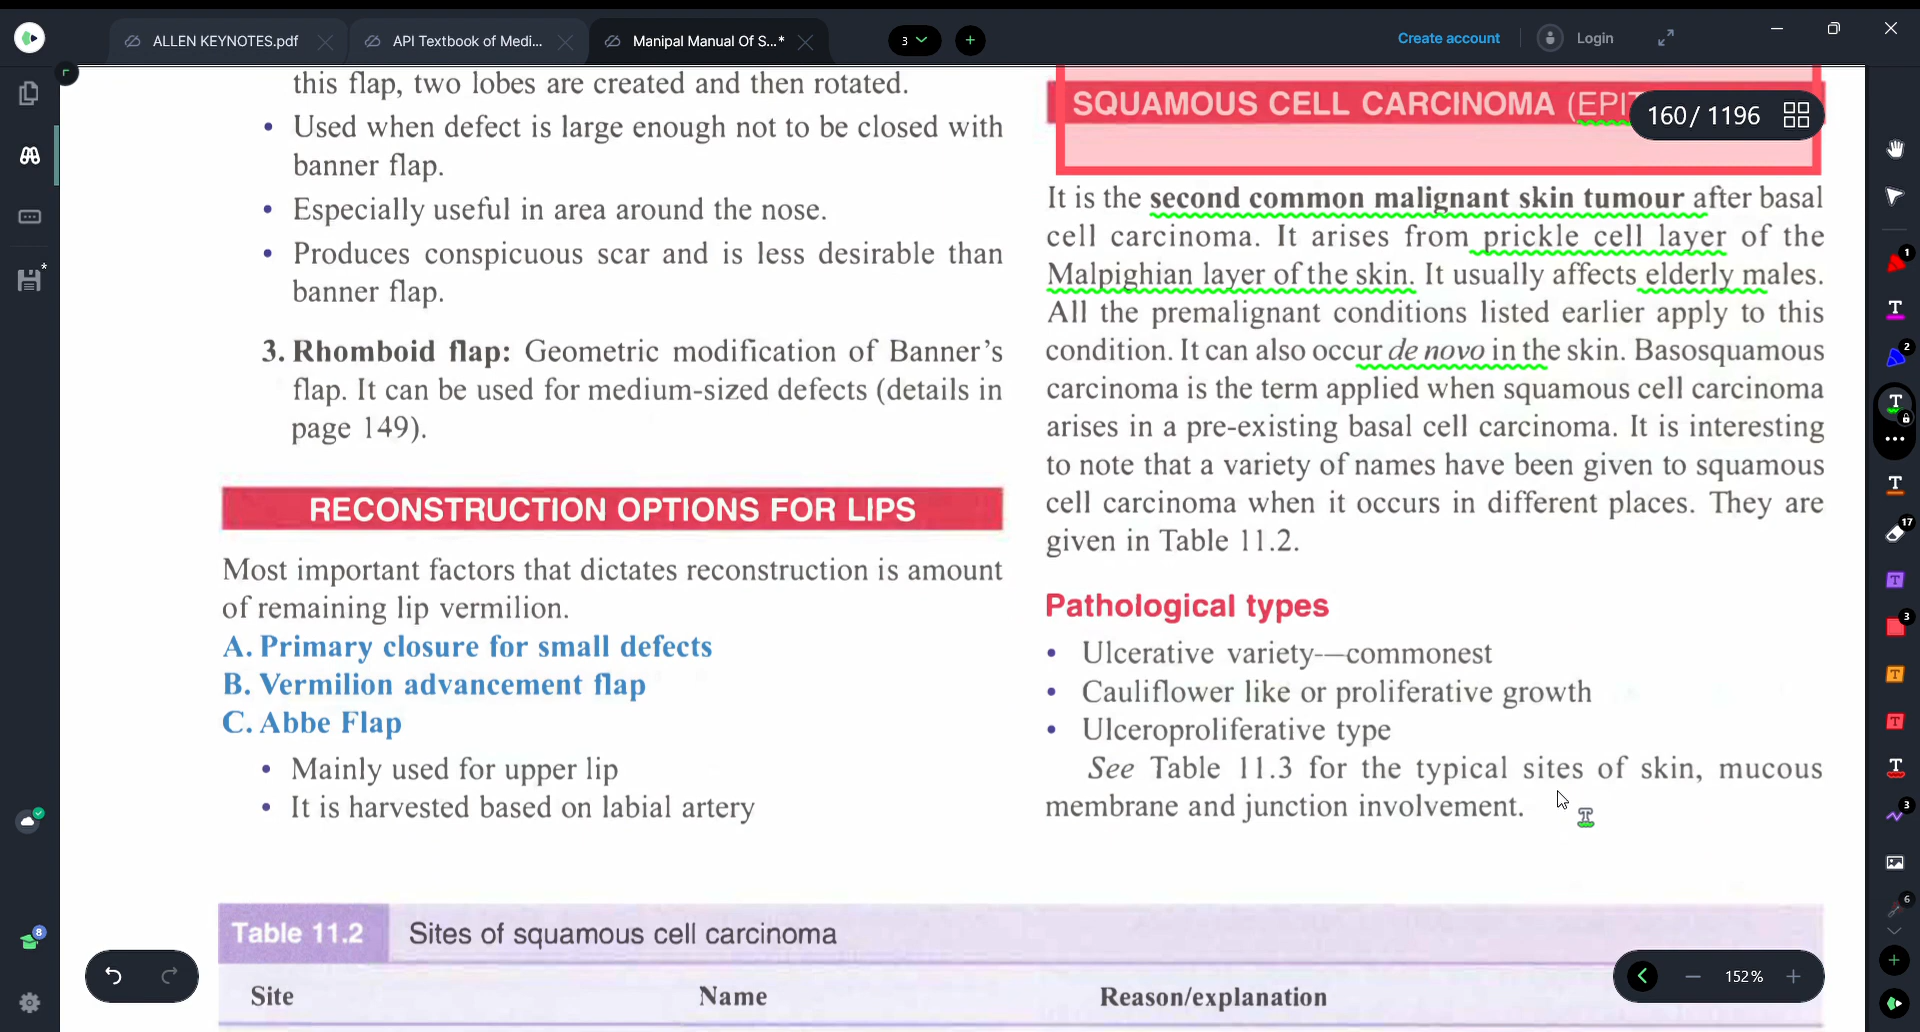 ALLEN KEYNOTES.pdf
API Textbook of Medi...
Manipal Manual Of S...*
3
Create account
Login
this flap, two lobes are created and then rotated.
• Used when defect is large enough not to be closed with
banner flap.
• Especially useful in area around the nose.
• Produces conspicuous scar and is less desirable than
banner flap.
3. Rhomboid flap: Geometric modification of Banner's
flap. It can be used for medium-sized defects (details in
page 149).
RECONSTRUCTION OPTIONS FOR LIPS
Most important factors that dictates reconstruction is amount
of remaining lip vermilion.
A. Primary closure for small defects
B. Vermilion advancement flap
C. Abbe Flap
• Mainly used for upper lip
• It is harvested based on labial artery
SQUAMOUS CELL CARCINOMA (EPIT
160 / 1196
It is the second common malignant skin tumour after basal
cell carcinoma. It arises from prickle cell layer of the
Malpighian layer of the skin. It usually affects elderly males.
All the premalignant conditions listed earlier apply to this
condition. It can also occur de novo in the skin. Basosquamous
carcinoma is the term applied when squamous cell carcinoma
arises in a pre-existing basal cell carcinoma. It is interesting
to note that a variety of names have been given to squamous
cell carcinoma when it occurs in different places. They are
given in Table 11.2.
Pathological types
• Ulcerative variety-—commonest
• Cauliflower like or proliferative growth
• Ulceroproliferative type
See Table 11.3 for the typical sites of skin, mucous
membrane and junction involvement.
Table 11.2 Sites of squamous cell carcinoma
Site Name Reason/explanation
152%
8
1
T
2
T
T
17
T
3
T
T
T
3
6